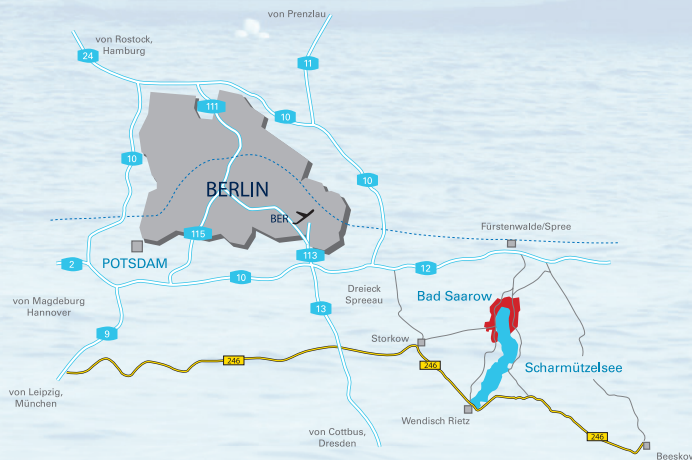 von Prenzlau
von Rostock,
Hamburg
24
11
111
10
10
10
BERLIN
BER
Fürstenwalde/Spree
115
POTSDAM
113
2
12
10
Dreieck
Spreeau
Bad Saarow
von Magdeburg
Hannover
13
9
Storkow
246
246
Scharmützelsee
von Leipzig,
München
Wendisch Rietz
von Cottbus,
Dresden
246
Beeskow